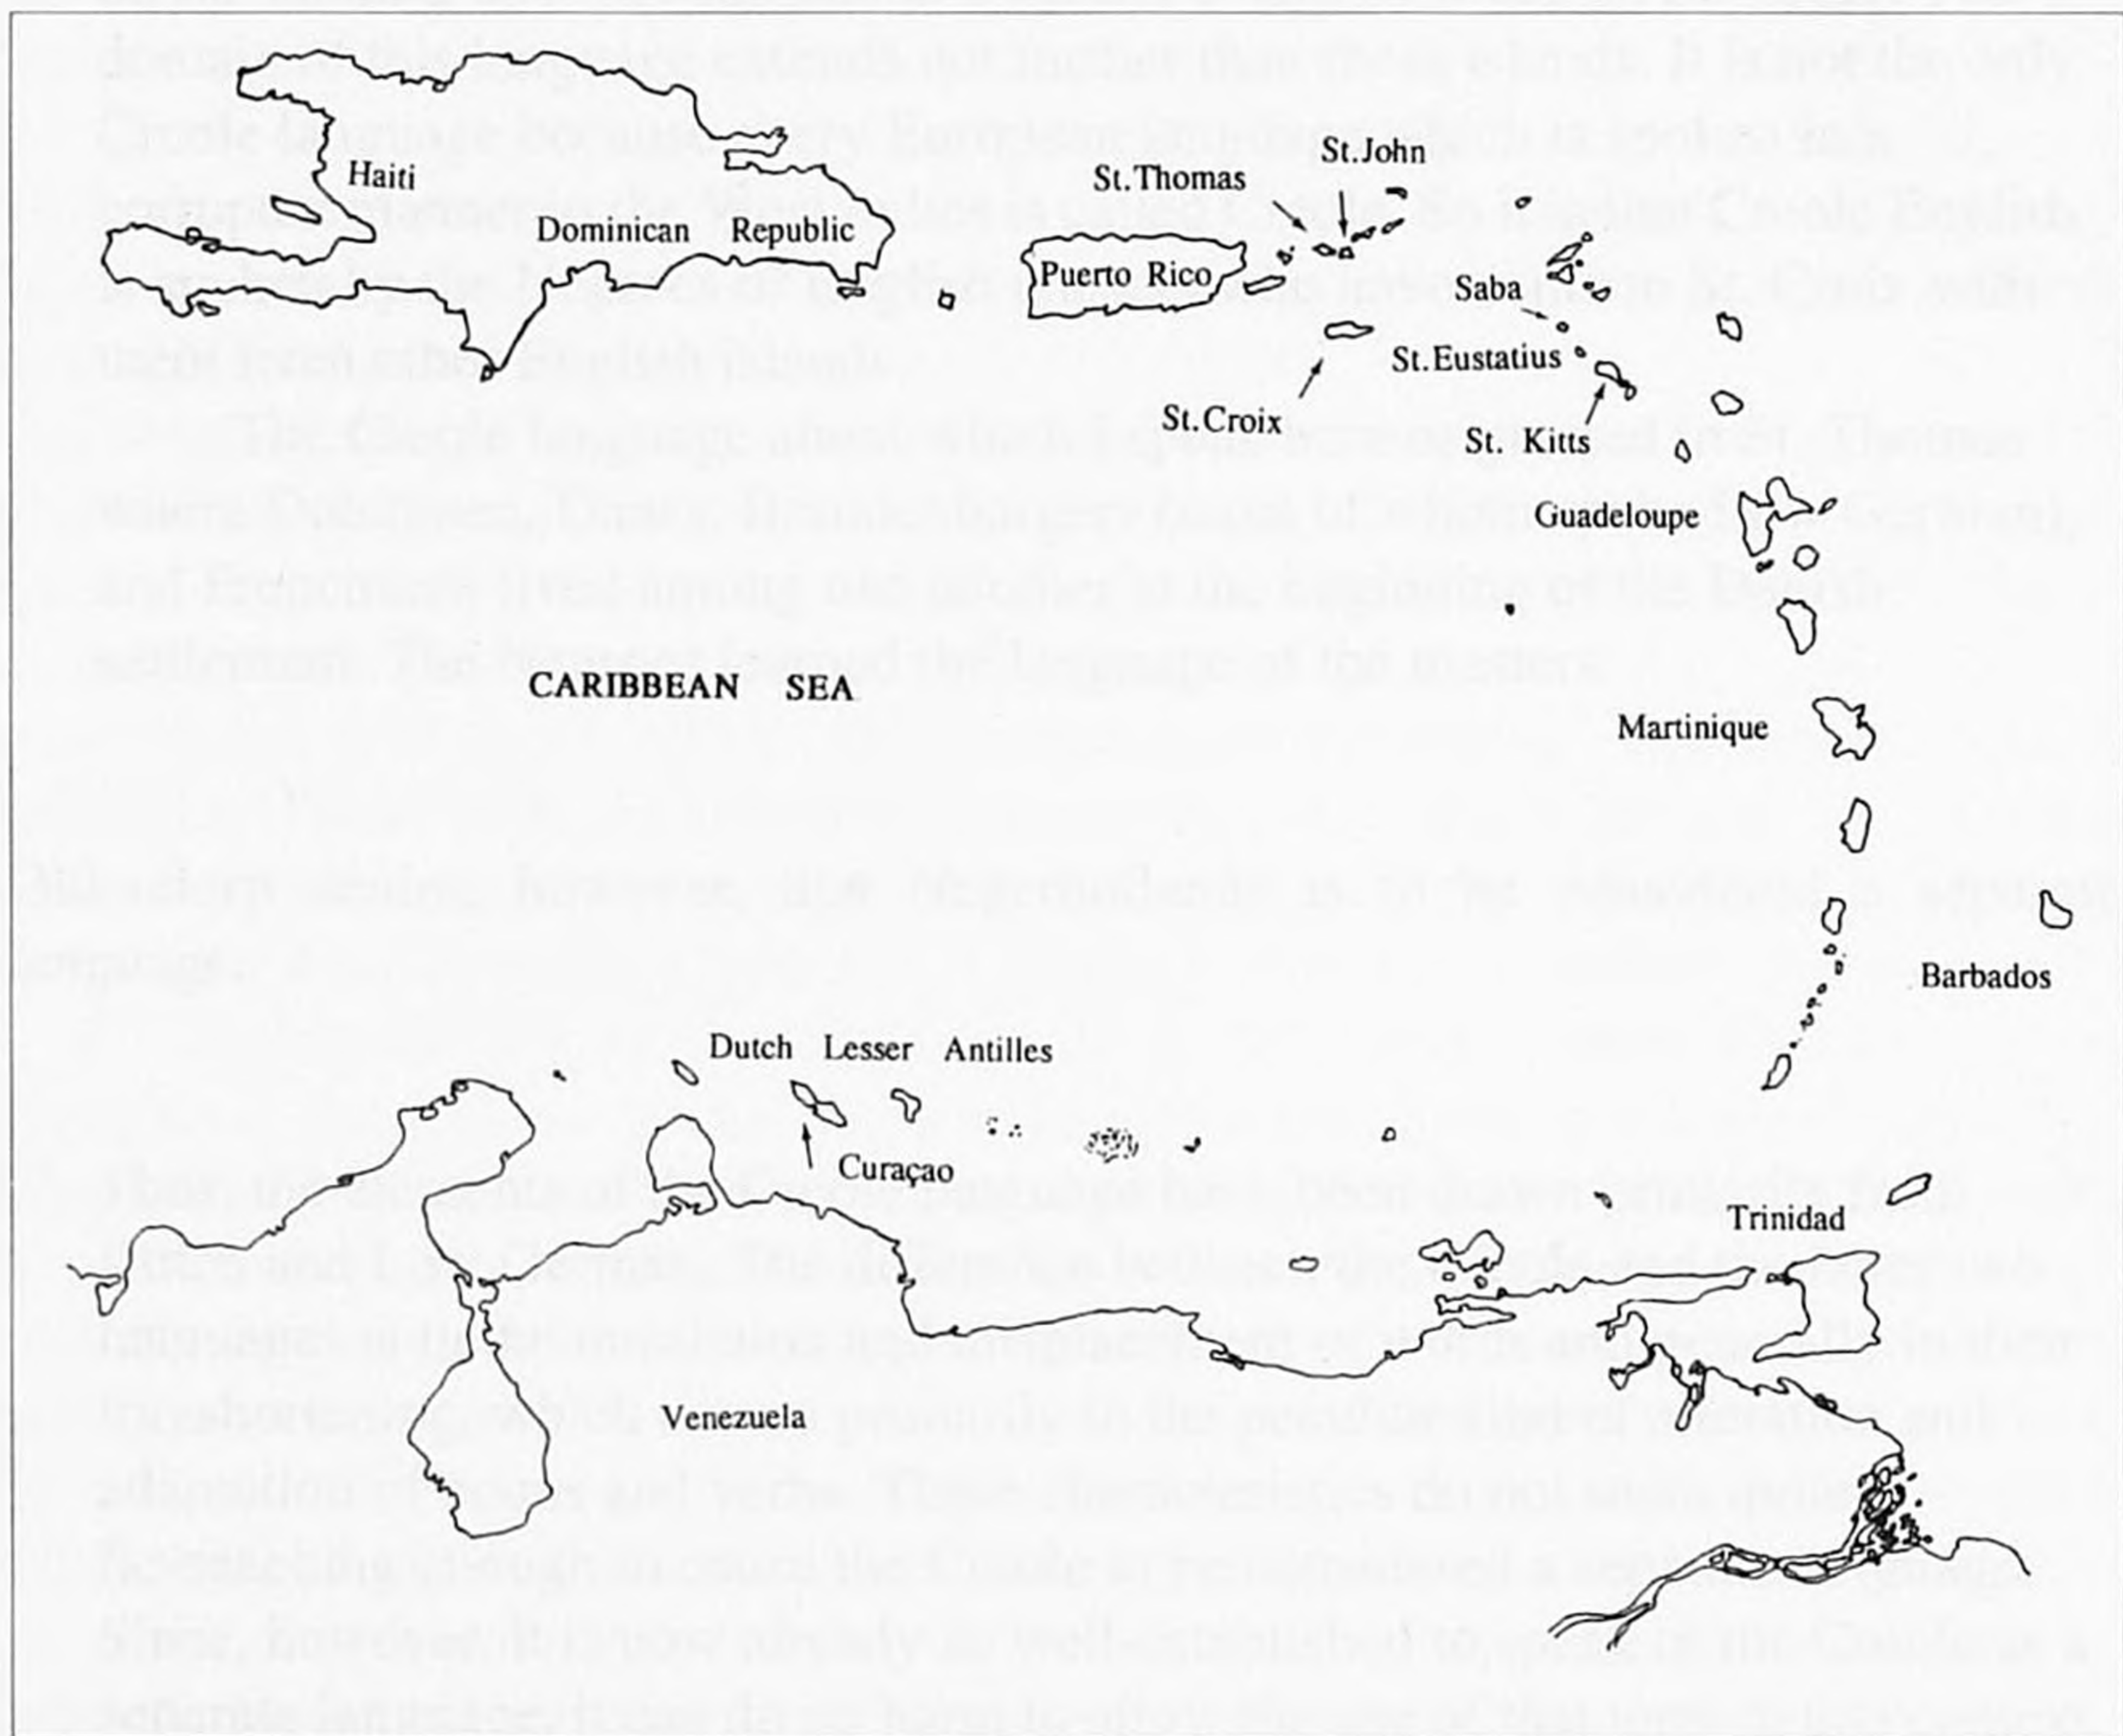 St.John
Haiti
St.Thomas
Dominican Republic
Puerto Rico
Saba
St.Eustatius
St.Croix
St. Kitts
Guadeloupe
CARIBBEAN SEA
Martinique
Barbados
Dutch Lesser Antilles
Curaçao
Trinidad
Venezuela